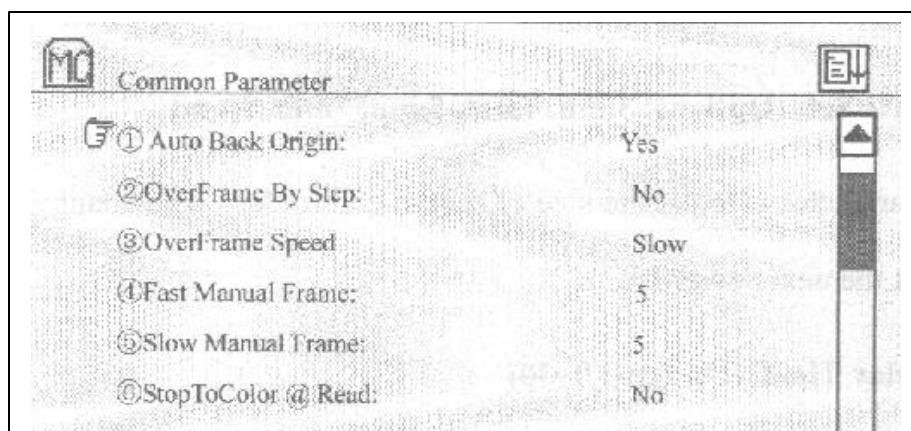 MC
Common Parameter
① Auto Back Origin: Yes
②OverFrame By Step: No
③OverFrame Speed Slow
④Fast Manual Frame: 5
⑤Slow Manual Frame: 5
⑥StopToColor @ Read: No